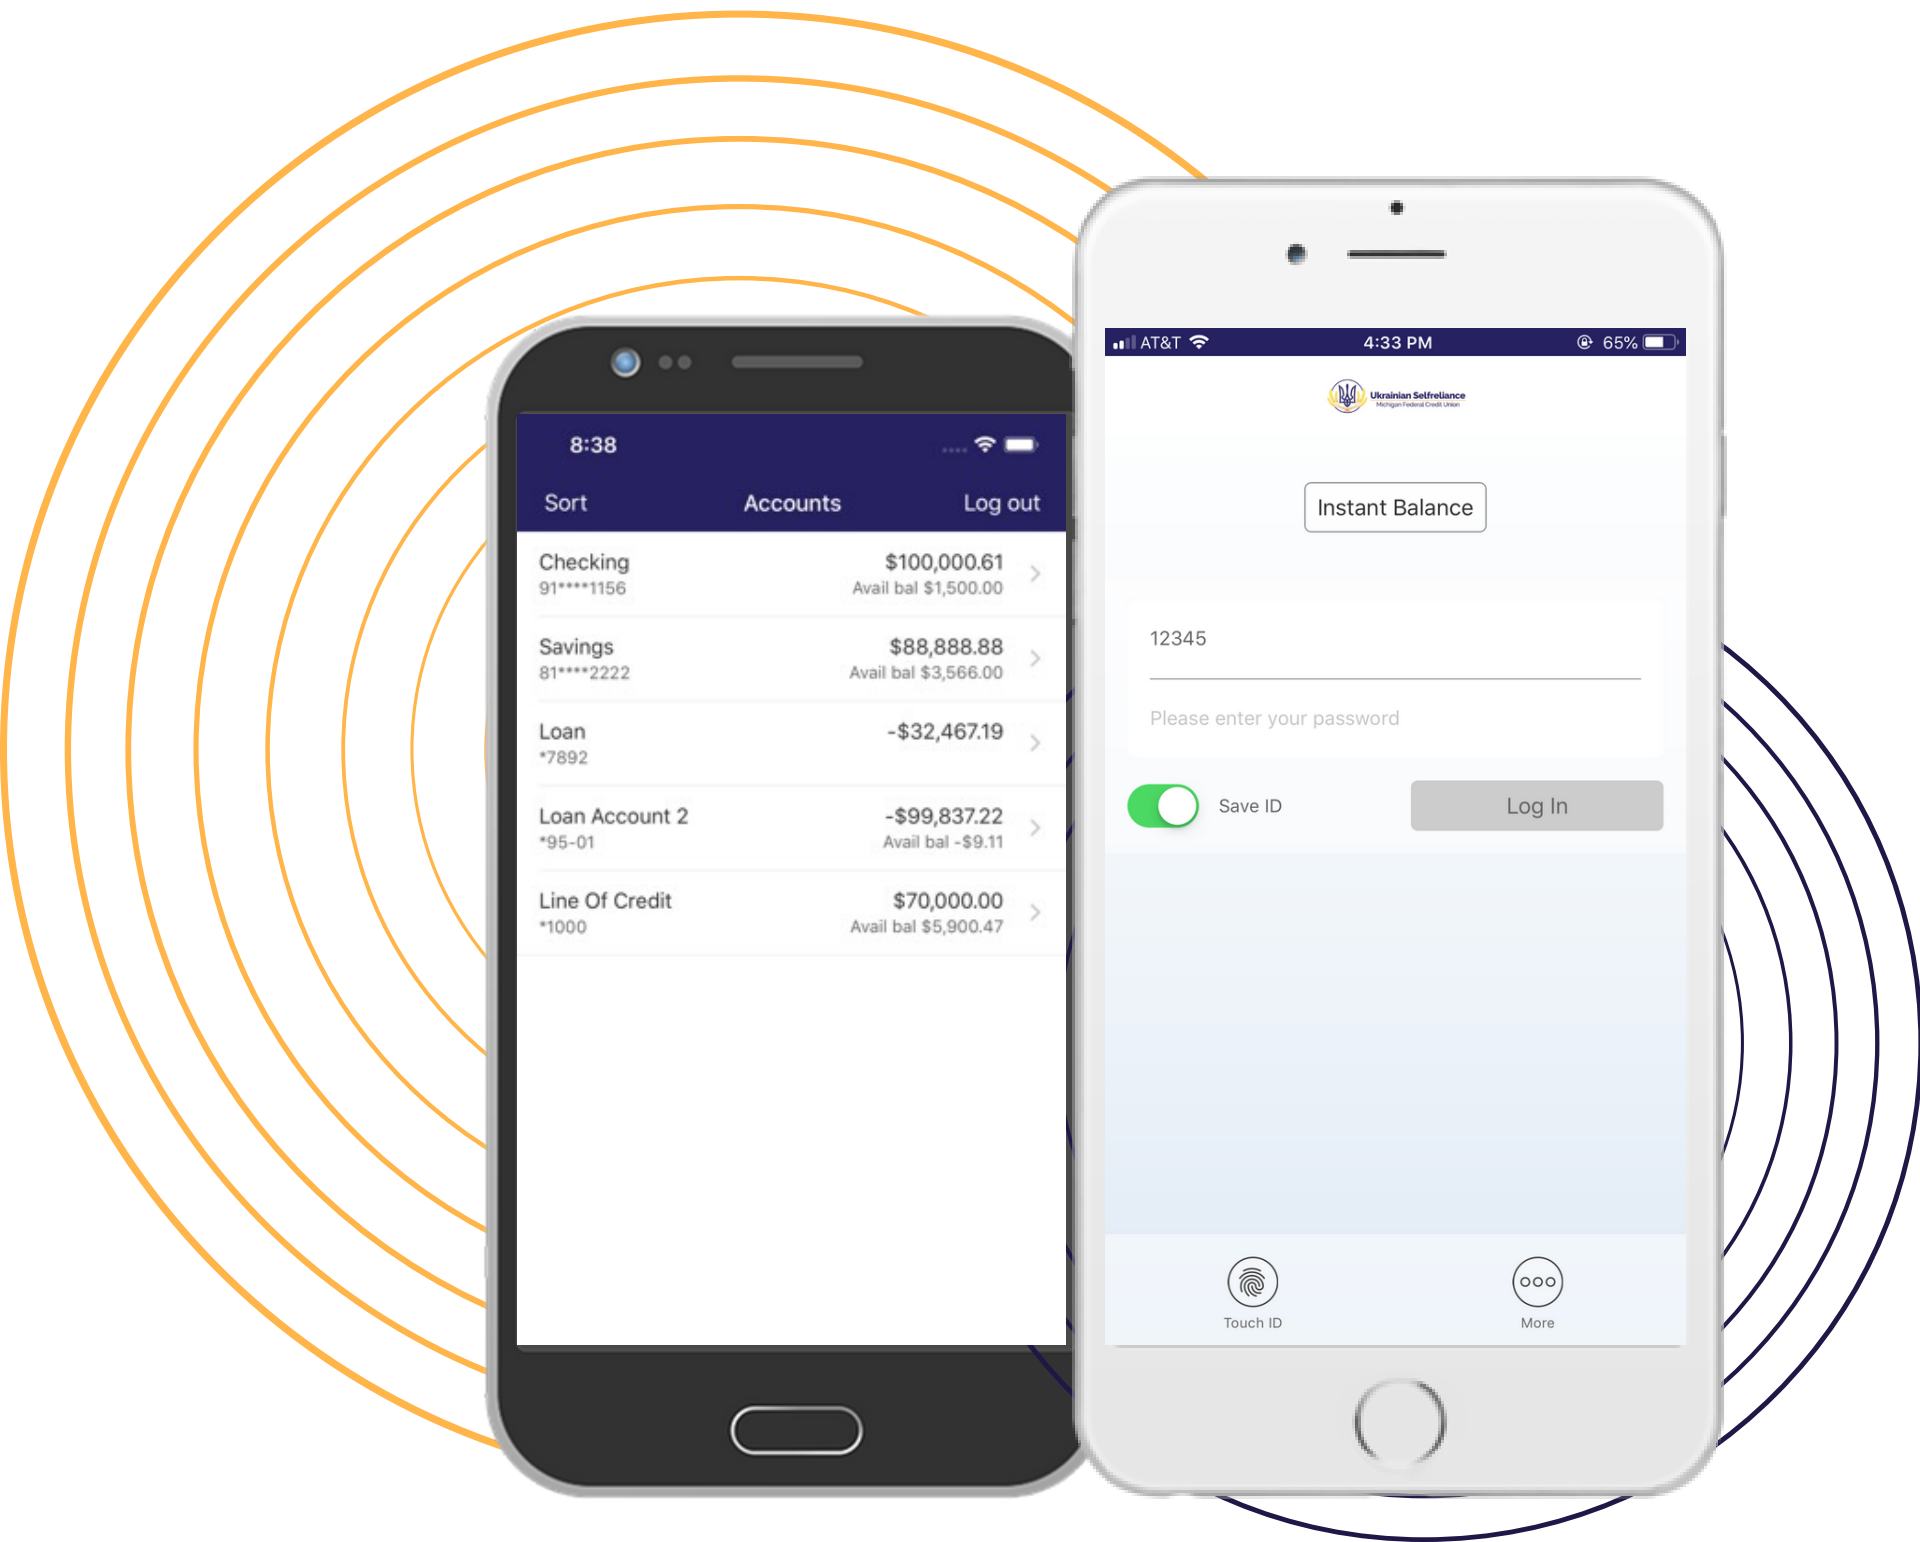 8:38
Sort Accounts Log out
Checking $100,000.61
91****1156 Avail bal $1,500.00
Savings $88,888.88
81****2222 Avail bal $3,566.00
Loan -$32,467.19
*7892
Loan Account 2 -$99,837.22
*95-01 Avail bal -$9.11
Line Of Credit $70,000.00
*1000 Avail bal $5,900.47
AT&T 4:33 PM 65%
Ukrainian Selfreliance
Michigan Federal Credit Union
Instant Balance
12345
Please enter your password
Save ID Log In
Touch ID More